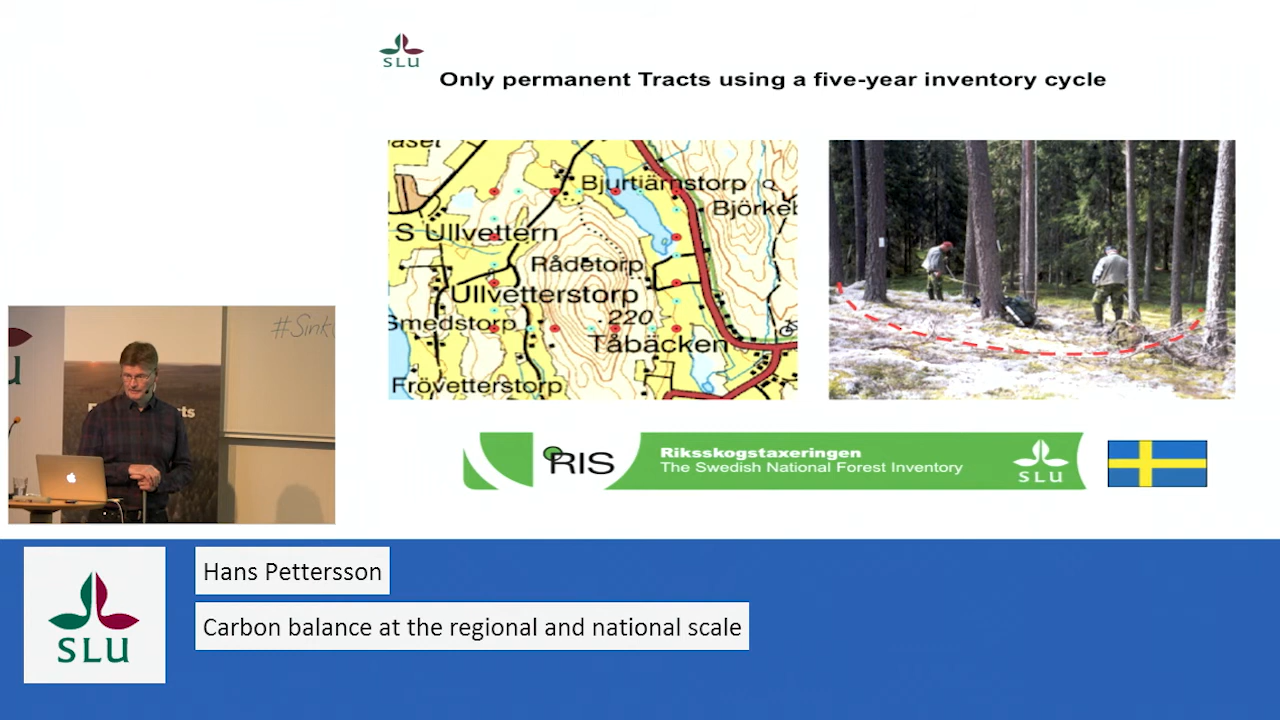 SLU
Only permanent Tracts using a five-year inventory cycle
Bjurtjärnstorp
S Ullvettern
Rådetorp
Ullvetterstorp
Smedstorp
220
Tåbäcken
Frövetterstorp
#Sink
RIS
Riksskogstaxeringen
The Swedish National Forest Inventory
SLU
SLU
Hans Pettersson
Carbon balance at the regional and national scale